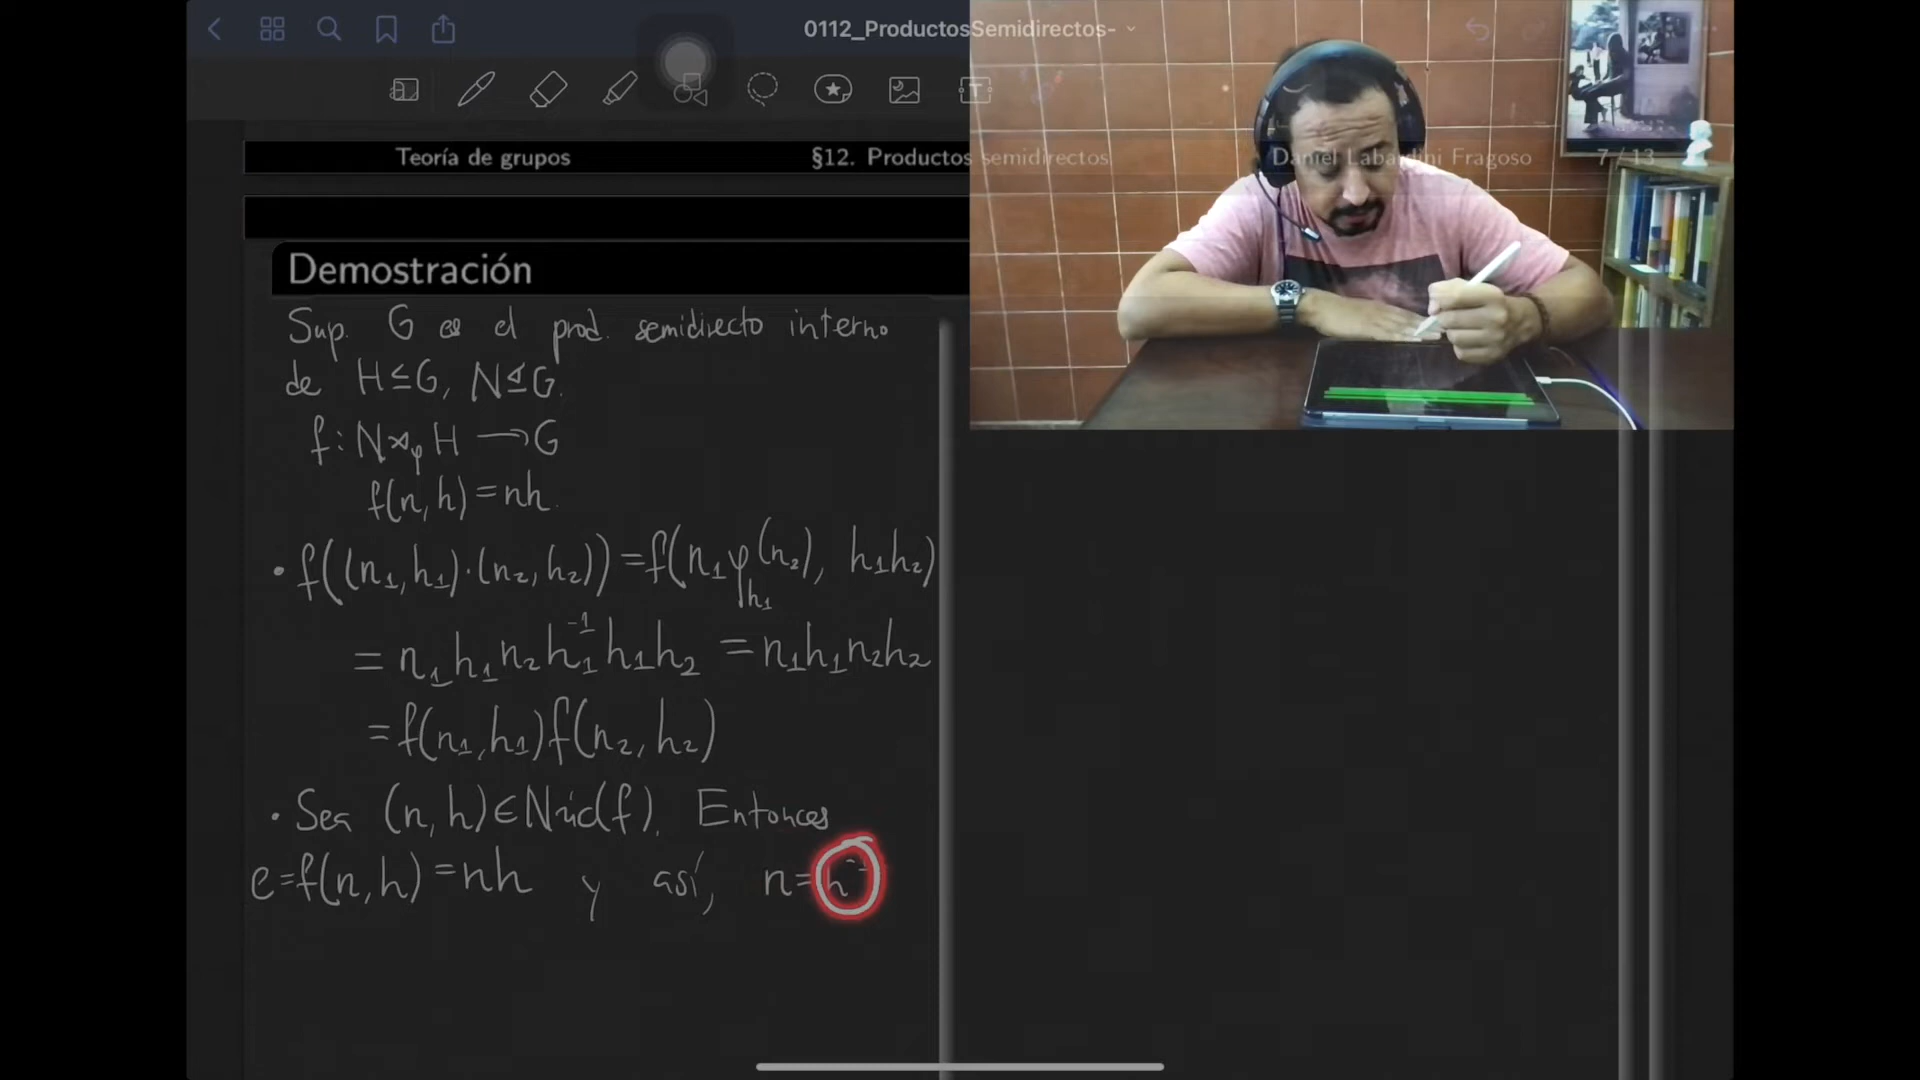 0112_ProductosSemidirectos-
Teoría de grupos §12. Productos semidirectos Daniel Labardini Fragoso 7 / 13
Demostración
Sup. G es el prod. semidirecto interno
de H≤G, N⊴G.
f: N⋊φ H → G
f(n,h) = nh.
• f((n₁,h₁)·(n₂,h₂)) = f(n₁φ_h₁(n₂), h₁h₂)
= n₁h₁n₂h₁⁻¹h₁h₂ = n₁h₁n₂h₂
= f(n₁,h₁)f(n₂,h₂)
• Sea (n,h)∈Núc(f). Entonces
e=f(n,h)=nh y así, n=h⁻¹